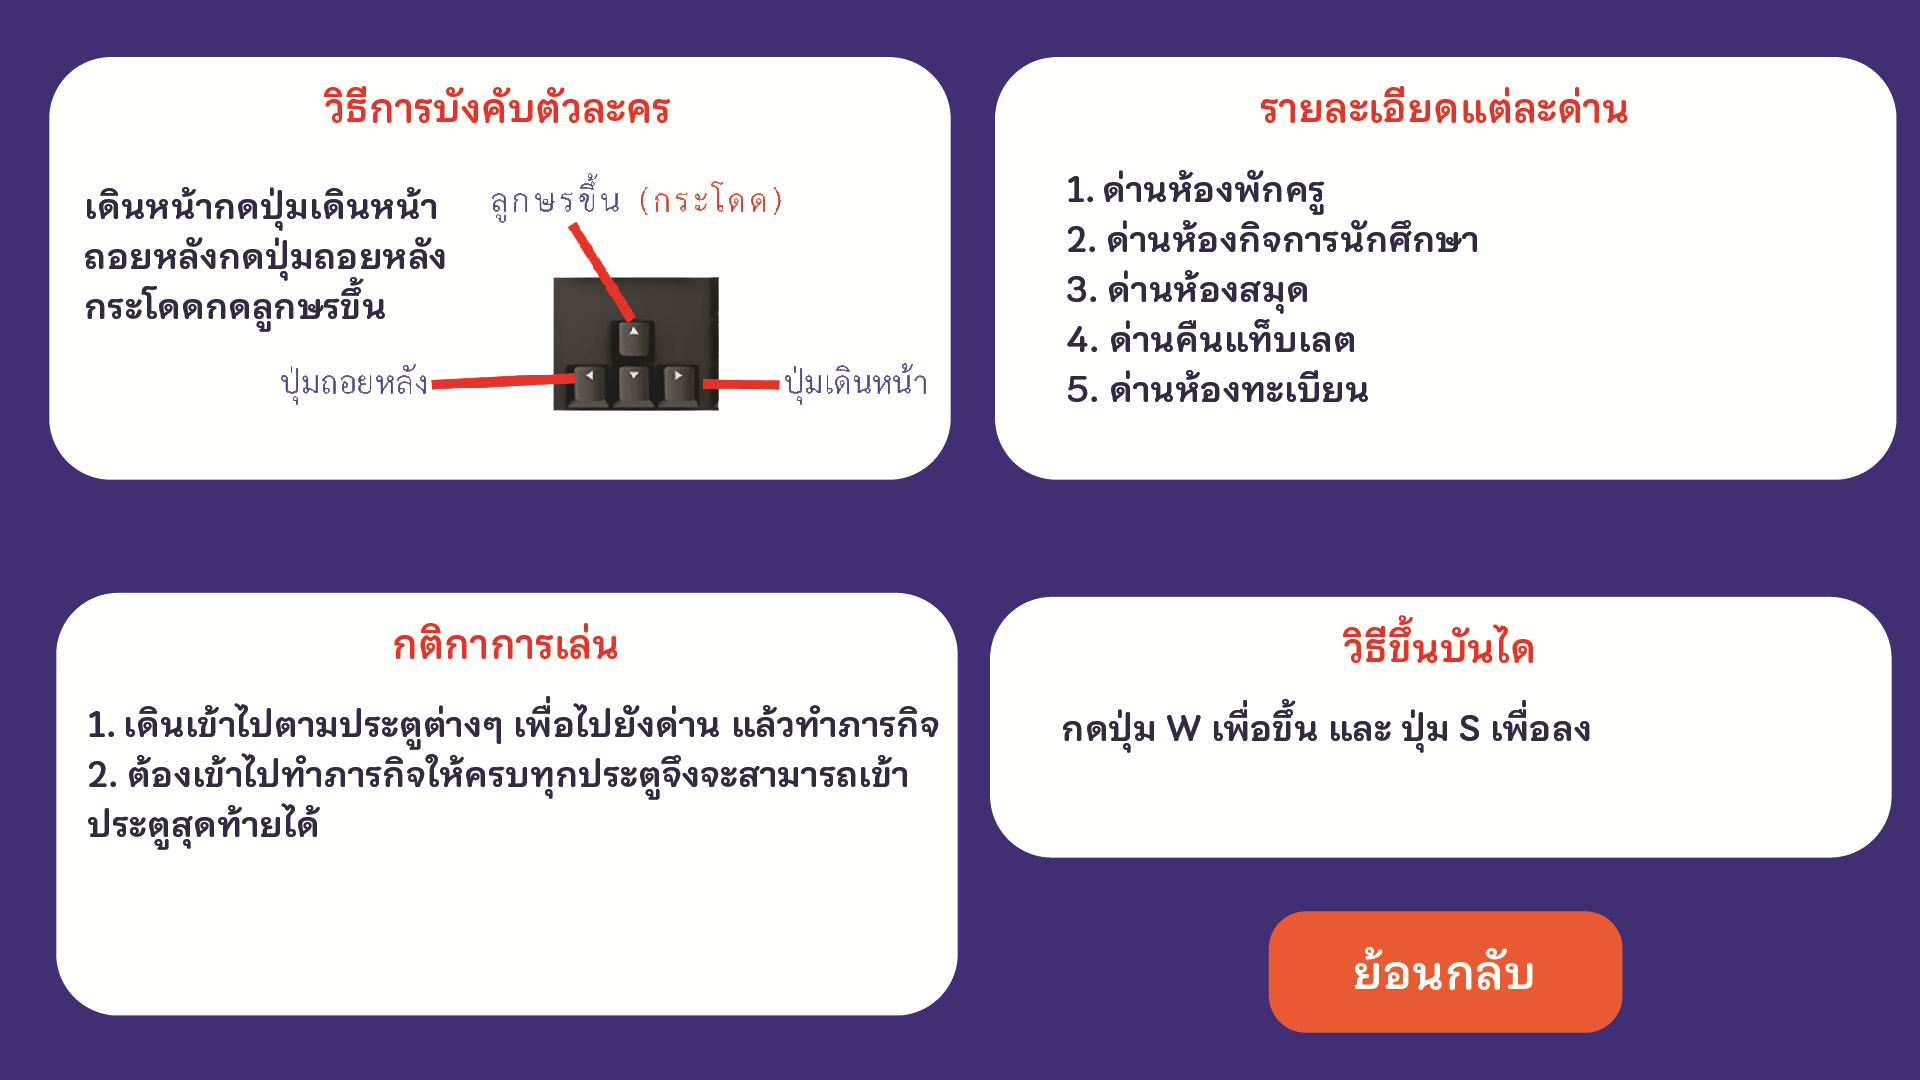 วิธีการบังคับตัวละคร
เดินหน้ากดปุ่มเดินหน้า
ถอยหลังกดปุ่มถอยหลัง
กระโดดกดลูกษรขึ้น
ลูกษรขึ้น (กระโดด)
ปุ่มถอยหลัง
ปุ่มเดินหน้า
รายละเอียดแต่ละด่าน
1. ด่านห้องพักครู
2. ด่านห้องกิจการนักศึกษา
3. ด่านห้องสมุด
4. ด่านคืนแท็บเลต
5. ด่านห้องทะเบียน
กติกาการเล่น
1. เดินเข้าไปตามประตูต่างๆ เพื่อไปยังด่าน แล้วทำภารกิจ
2. ต้องเข้าไปทำภารกิจให้ครบทุกประตูจึงจะสามารถเข้า
ประตูสุดท้ายได้
วิธีขึ้นบันได
กดปุ่ม W เพื่อขึ้น และ ปุ่ม S เพื่อลง
ย้อนกลับ